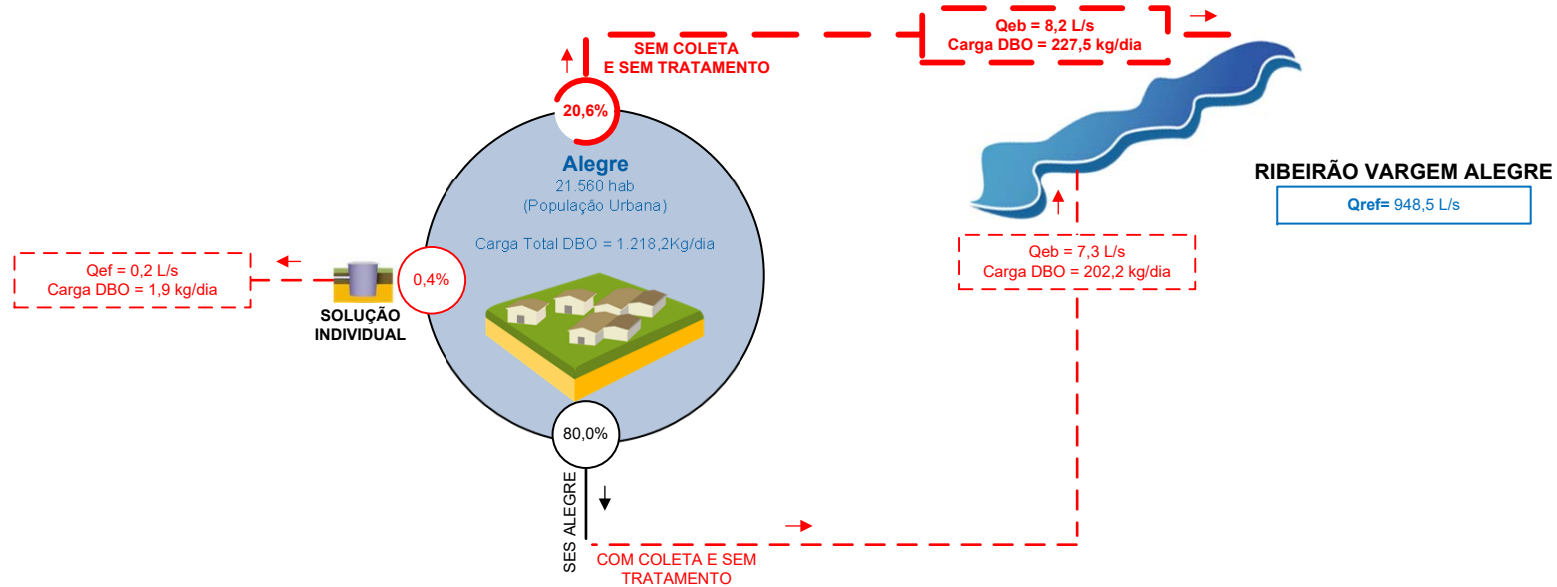 Qeb = 8,2 L/s
Carga DBO = 227,5 kg/dia
SEM COLETA
E SEM TRATAMENTO
20,6%
Alegre
21.560 hab
(População Urbana)
Carga Total DBO = 1.218,2Kg/dia
RIBEIRÃO VARGEM ALEGRE
Qref= 948,5 L/s
Qeb = 7,3 L/s
Carga DBO = 202,2 kg/dia
Qef = 0,2 L/s
Carga DBO = 1,9 kg/dia
0,4%
SOLUÇÃO
INDIVIDUAL
80,0%
SES ALEGRE
COM COLETA E SEM
TRATAMENTO